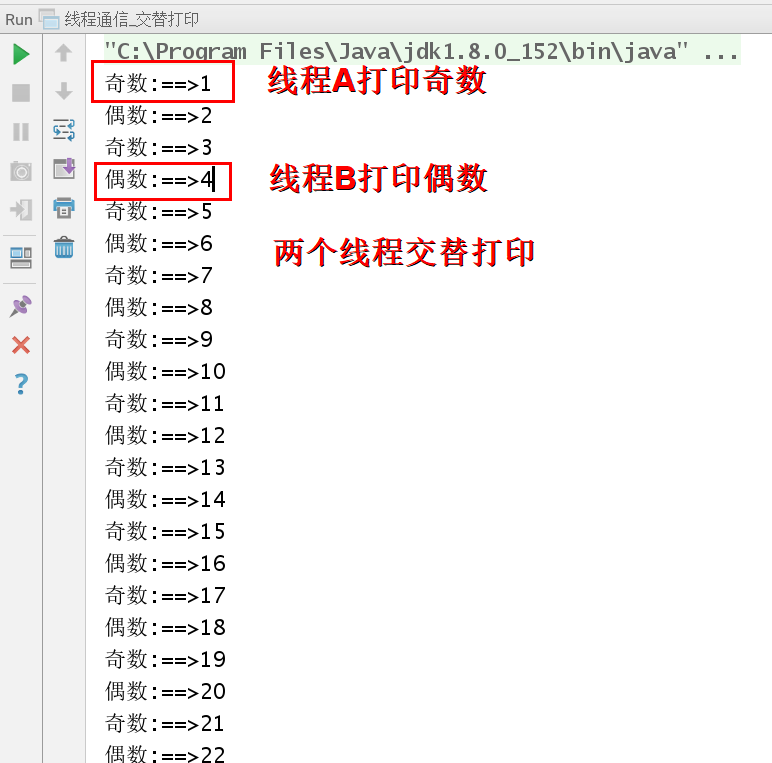 Run 线程通信_交替打印
"C:\Program Files\Java\jdk1.8.0_152\bin\java" ...
奇数:==>1 线程A打印奇数
偶数:==>2
奇数:==>3
偶数:==>4 线程B打印偶数
奇数:==>5
偶数:==>6 两个线程交替打印
奇数:==>7
偶数:==>8
奇数:==>9
偶数:==>10
奇数:==>11
偶数:==>12
奇数:==>13
偶数:==>14
奇数:==>15
偶数:==>16
奇数:==>17
偶数:==>18
奇数:==>19
偶数:==>20
奇数:==>21
偶数:==>22